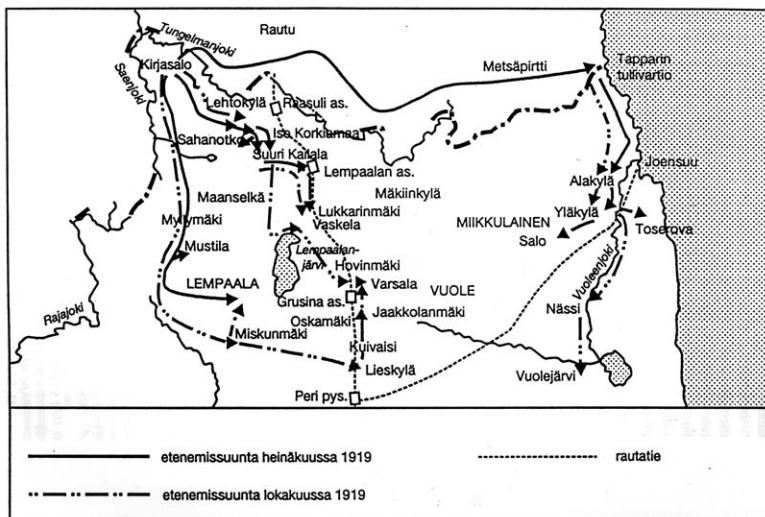 Tungelmanjoki
Rautu
Kirjasalo
Metsäpirtti
Tapparin
tullivartio
Saenjoki
Lehtokylä
Raasuli as.
Iso Korkiamaa
Sahanotko
Suuri Kailala
Lempaalan as.
Joensuu
Alakylä
Maanselkä
Mäkiinkylä
Myllymäki
Lukkarinmäki
Vaskela
MIIKKULAINEN
Yläkylä
Salo
Toserova
Mustila
Lempaalan-
järvi
Hovinmäki
Vuoleenjoki
LEMPAALA
Varsala
VUOLE
Rajajoki
Grusina as.
Oskamäki
Jaakkolanmäki
Nässi
Miskunmäki
Kuivaisi
Lieskylä
Vuolejärvi
Peri pys.
etenemissuunta heinäkuussa 1919
rautatie
etenemissuunta lokakuussa 1919